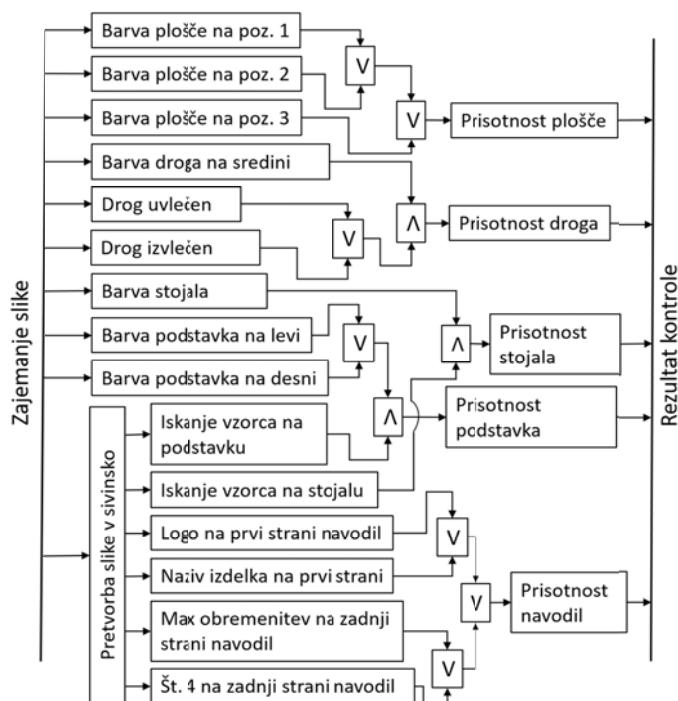 Zajemanje slike
Barva plošče na poz. 1
Barva plošče na poz. 2
Barva plošče na poz. 3
Barva droga na sredini
Drog uvlečen
Drog izvlečen
Barva stojala
Barva podstavka na levi
Barva podstavka na desni
Pretvorba slike v sivinsko
Iskanje vzorca na
podstavku
Iskanje vzorca na stojalu
Logo na prvi strani navodil
Naziv izdelka na prvi strani
Max obremenitev na zadnji
strani navodil
Št. 4 na zadnji strani navodil
V
V
Λ
V
Λ
V
Λ
V
V
V
Prisotnost plošče
Prisotnost droga
Prisotnost
stojala
Prisotnost
podstavka
Prisotnost
navodil
Rezultat kontrole